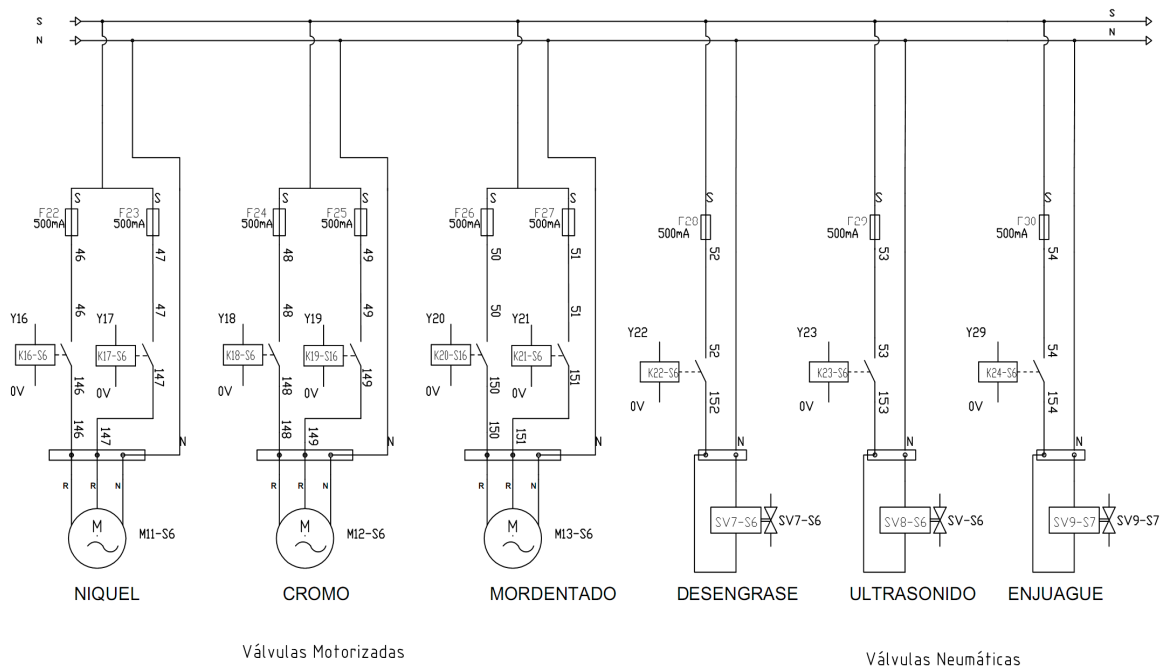 S
S
N
N
S
S
S
S
S
S
S
S
S
F22
500mA
F23
500mA
F24
500mA
F25
500mA
F26
500mA
F27
500mA
F28
500mA
F29
500mA
F30
500mA
46
47
48
49
50
51
52
53
54
46
47
48
49
50
51
Y16
Y17
Y18
Y19
Y20
Y21
Y22
Y23
Y29
52
53
54
K16-S6
K17-S6
K18-S6
K19-S16
K20-S16
K21-S6
K22-S6
K23-S6
K24-S6
146
147
148
149
150
151
152
153
154
0V
0V
0V
0V
0V
0V
0V
0V
0V
146
147
N
148
149
N
150
151
N
N
N
N
R
R
N
R
R
N
R
R
N
M
M11-S6
M
M12-S6
M
M13-S6
SV7-S6
SV7-S6
SV8-S6
SV-S6
SV9-S7
SV9-S7
NIQUEL
CROMO
MORDENTADO
DESENGRASE
ULTRASONIDO
ENJUAGUE
Válvulas Motorizadas
Válvulas Neumáticas